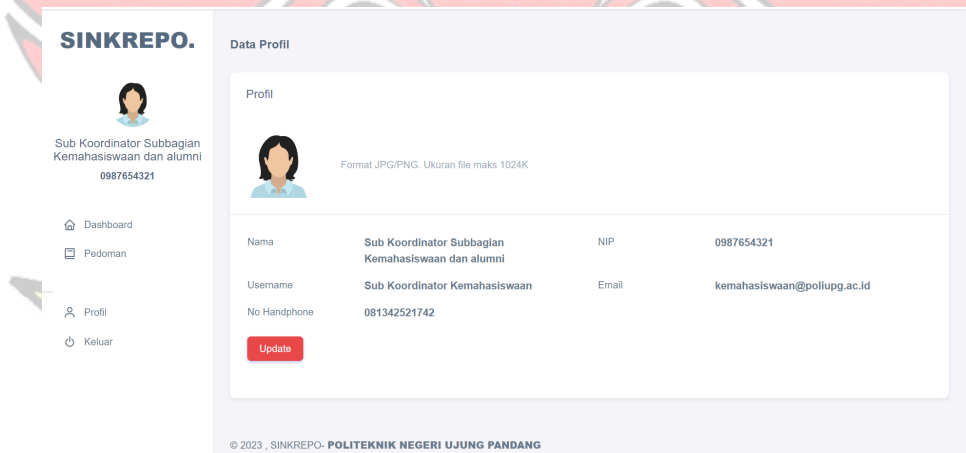 SINKREPO.
Sub Koordinator Subbagian
Kemahasiswaan dan alumni
0987654321
Dashboard
Pedoman
Profil
Keluar
Data Profil
Profil
Format JPG/PNG. Ukuran file maks 1024K
Nama Sub Koordinator Subbagian Kemahasiswaan dan alumni
NIP 0987654321
Username Sub Koordinator Kemahasiswaan
Email kemahasiswaan@poliupg.ac.id
No Handphone 081342521742
Update
© 2023 , SINKREPO- POLITEKNIK NEGERI UJUNG PANDANG